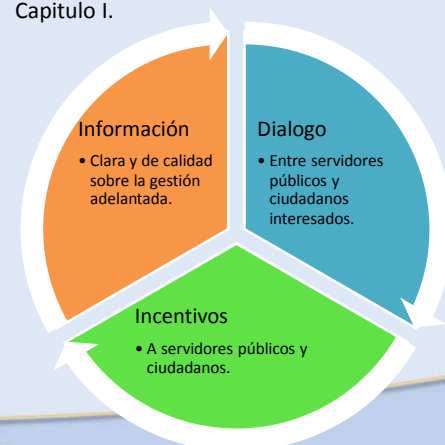 Capitulo I.
Información
• Clara y de calidad
sobre la gestión
adelantada.
Dialogo
• Entre servidores
públicos y
ciudadanos
interesados.
Incentivos
• A servidores públicos y
ciudadanos.